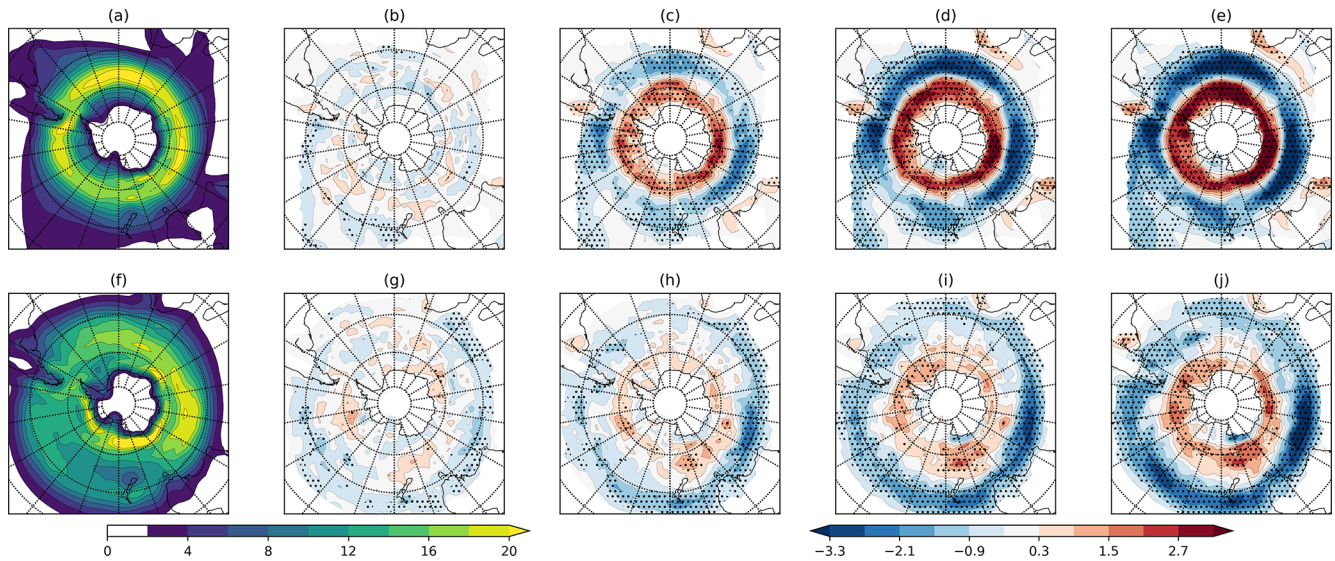 (a) (b) (c) (d) (e)
(f) (g) (h) (i) (j)
0 4 8 12 16 20 −3.3 −2.1 −0.9 0.3 1.5 2.7